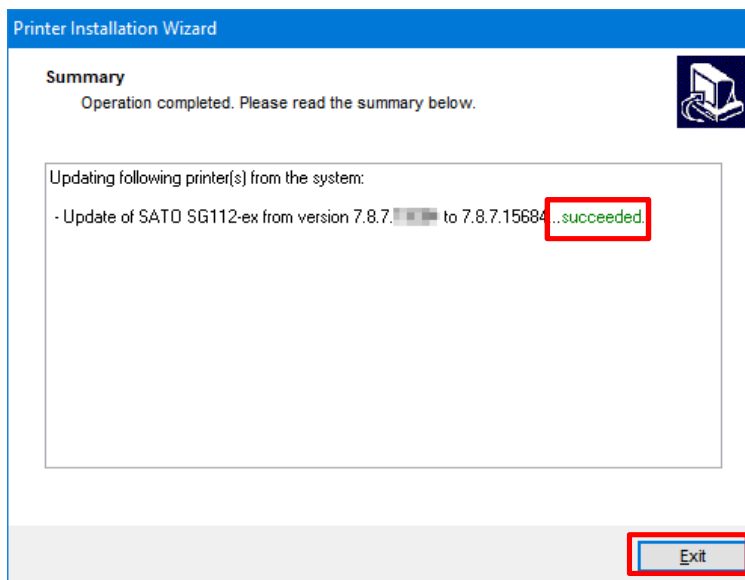 Printer Installation Wizard
Summary
Operation completed. Please read the summary below.
Updating following printer(s) from the system:
- Update of SATO SG112-ex from version 7.8.7. to 7.8.7.15684 ...succeeded.
Exit